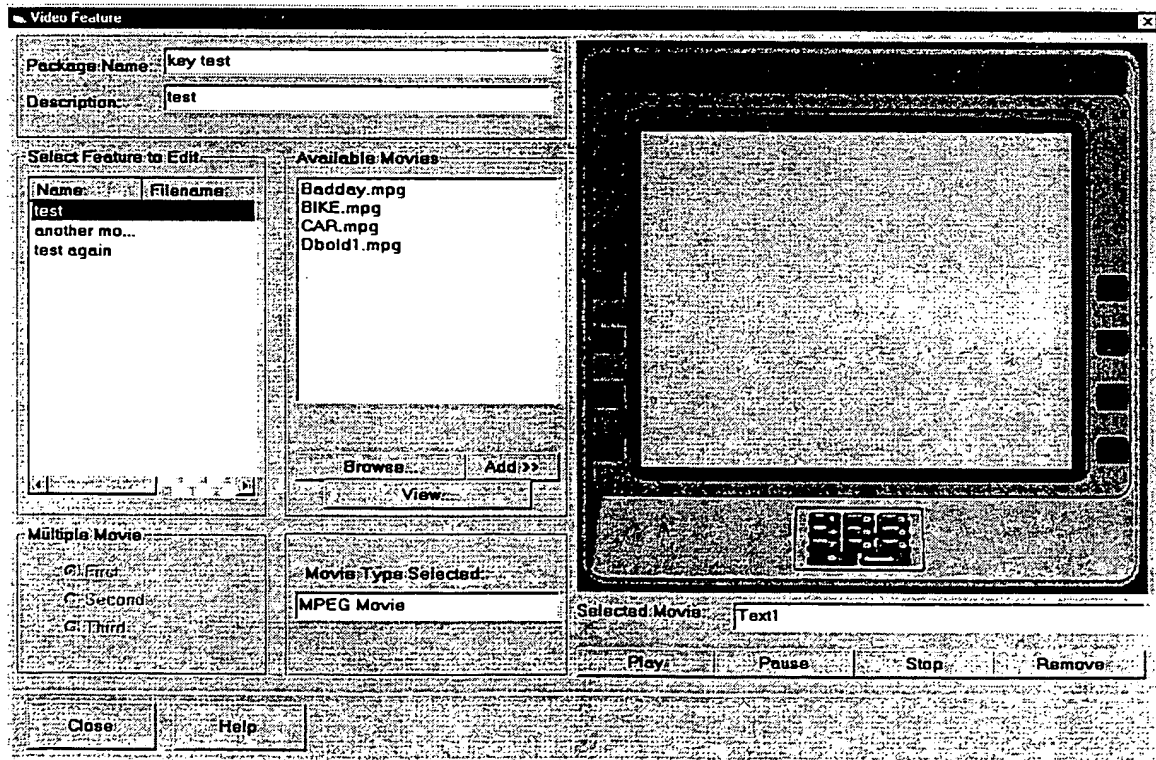 Video Feature
Package Name: key test
Description: test
Select Feature to Edit
Name: Filename:
test
another mo...
test again
Available Movies
Badday.mpg
BIKE.mpg
CAR.mpg
Dbold1.mpg
Browse... Add >>
View
Multiple Movie
First
Second
Third
Movie Type Selected:
MPEG Movie
Selected Movie: Text1
Play Pause Stop Remove
Close Help